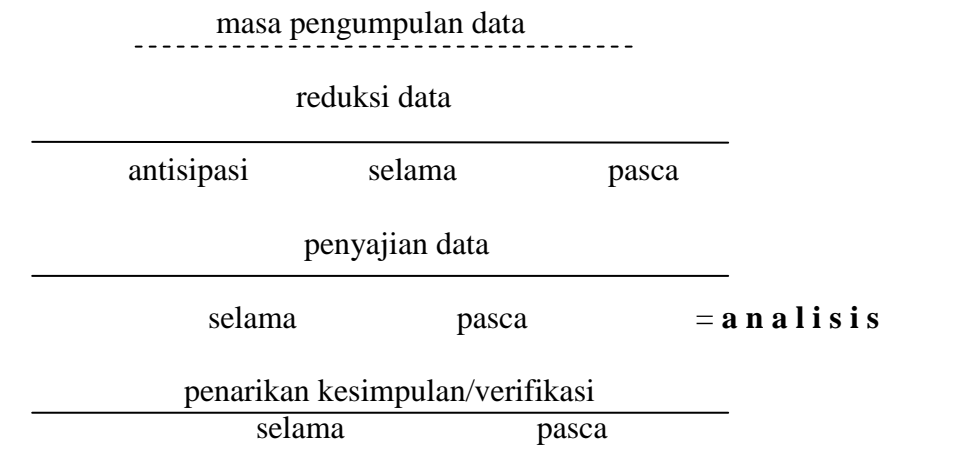 masa pengumpulan data
reduksi data
antisipasi selama pasca
penyajian data
selama pasca = a n a l i s i s
penarikan kesimpulan/verifikasi
selama pasca